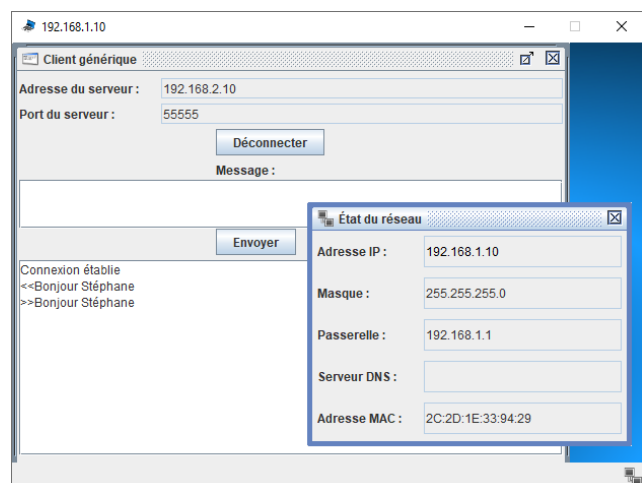 192.168.1.10
Client générique
Adresse du serveur : 192.168.2.10
Port du serveur : 55555
Déconnecter
Message :
Envoyer
Connexion établie
<<Bonjour Stéphane
>>Bonjour Stéphane
État du réseau
Adresse IP : 192.168.1.10
Masque : 255.255.255.0
Passerelle : 192.168.1.1
Serveur DNS :
Adresse MAC : 2C:2D:1E:33:94:29